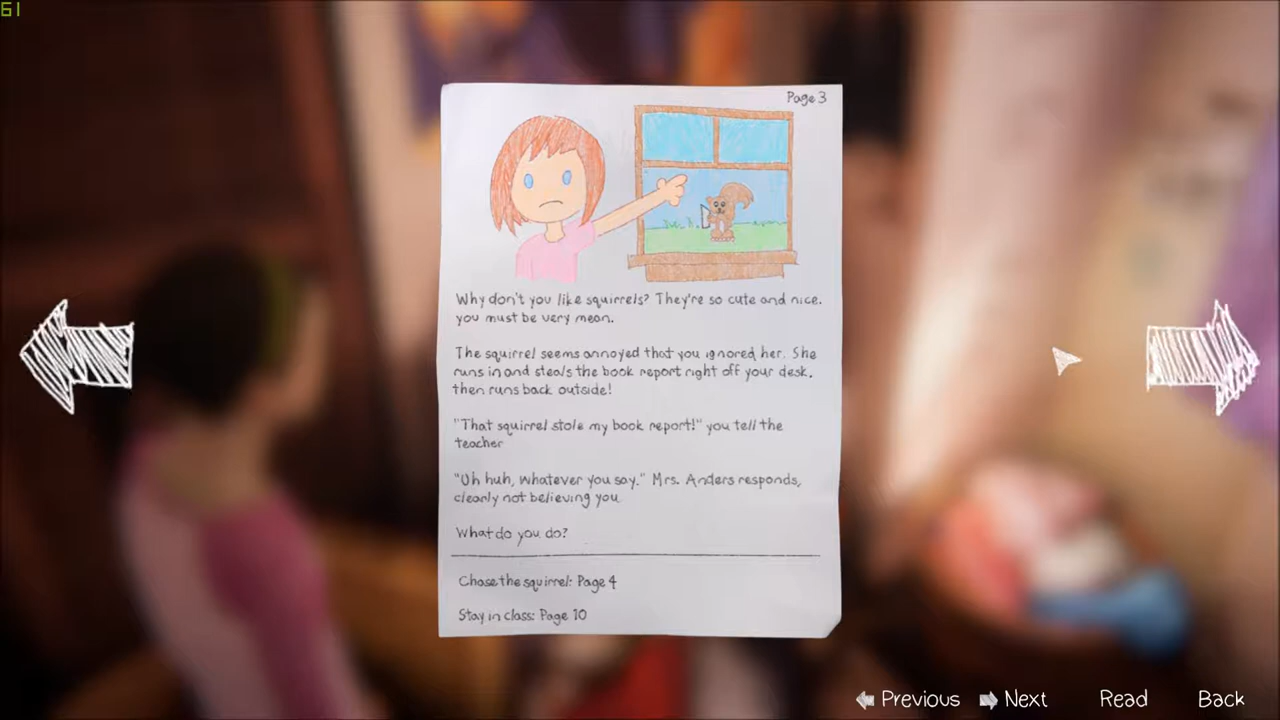 61
Page 3
Why don't you like squirrels? They're so cute and nice.
you must be very mean.
The squirrel seems annoyed that you ignored her. She
runs in and steals the book report right off your desk,
then runs back outside!
"That squirrel stole my book report!" you tell the
teacher
"Uh huh, whatever you say." Mrs. Anders responds,
clearly not believing you
What do you do?
Chase the squirrel: Page 4
Stay in class: Page 10
Previous Next Read Back